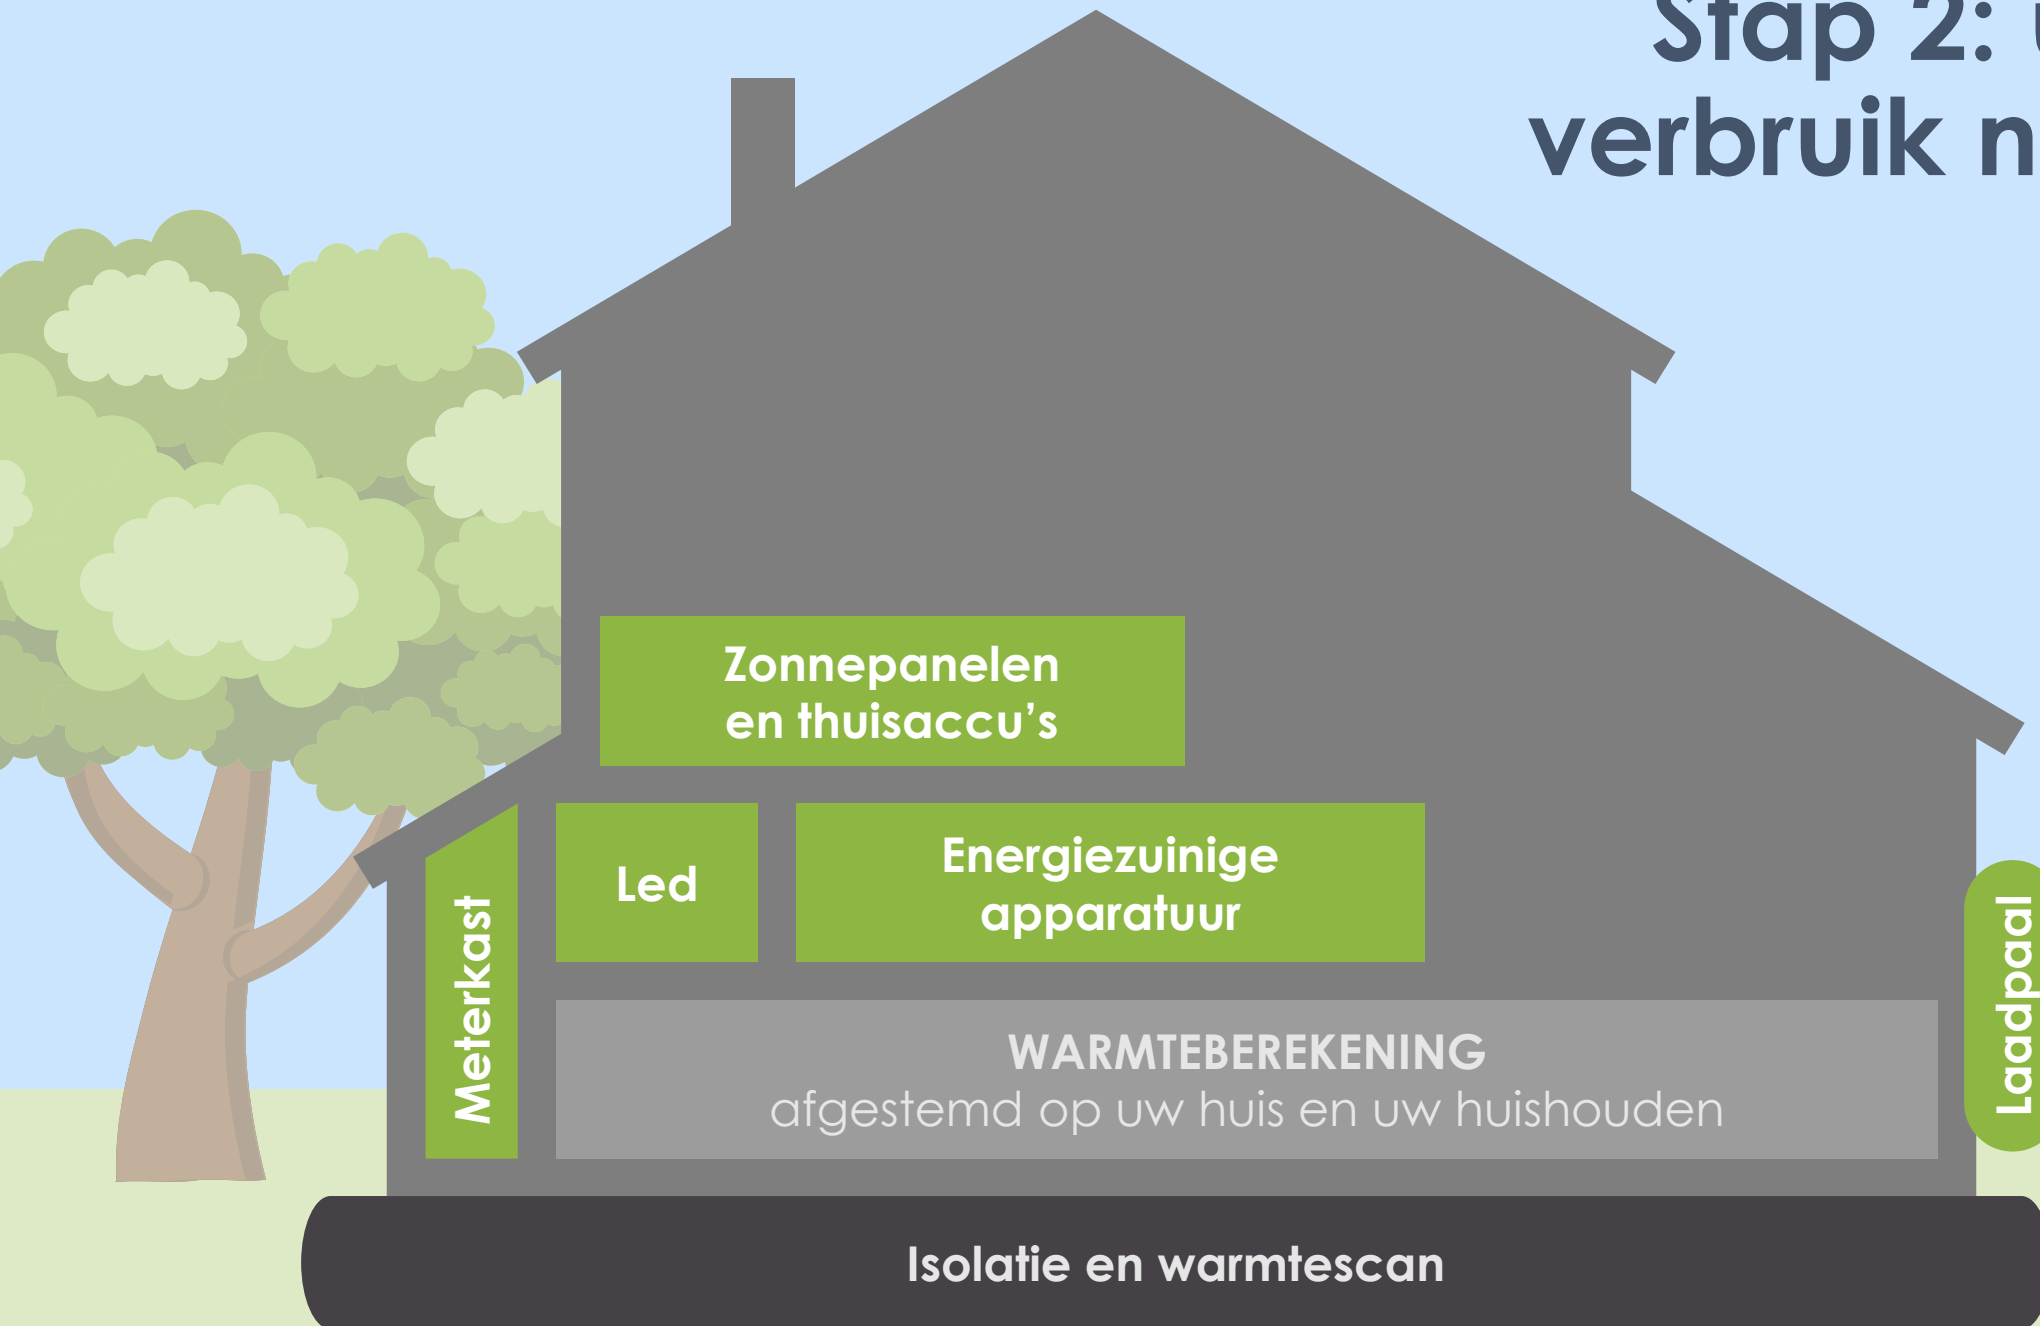 Stap 2:
verbruik
Zonnepanelen
en thuisaccu’s
Led
Energiezuinige
apparatuur
Meterkast
Laadpaal
WARMTEBEREKENING
afgestemd op uw huis en uw huishouden
Isolatie en warmtescan